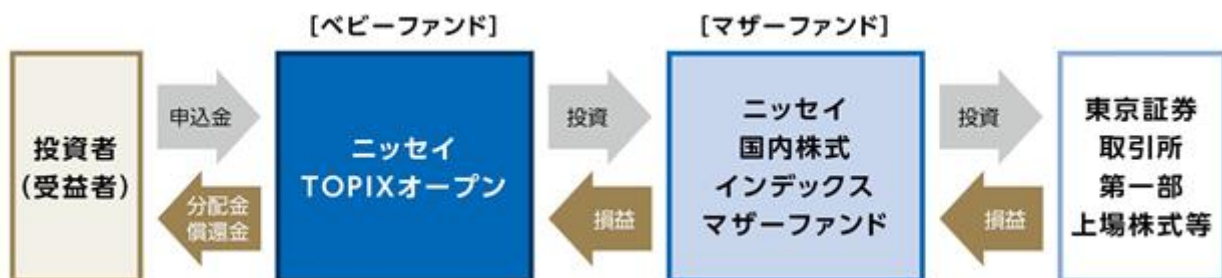 [ベビーファンド]
[マザーファンド]
投資者
(受益者)
申込金
分配金
償還金
ニッセイ
TOPIXオープン
投資
損益
ニッセイ
国内株式
インデックス
マザーファンド
投資
損益
東京証券
取引所
第一部
上場株式等